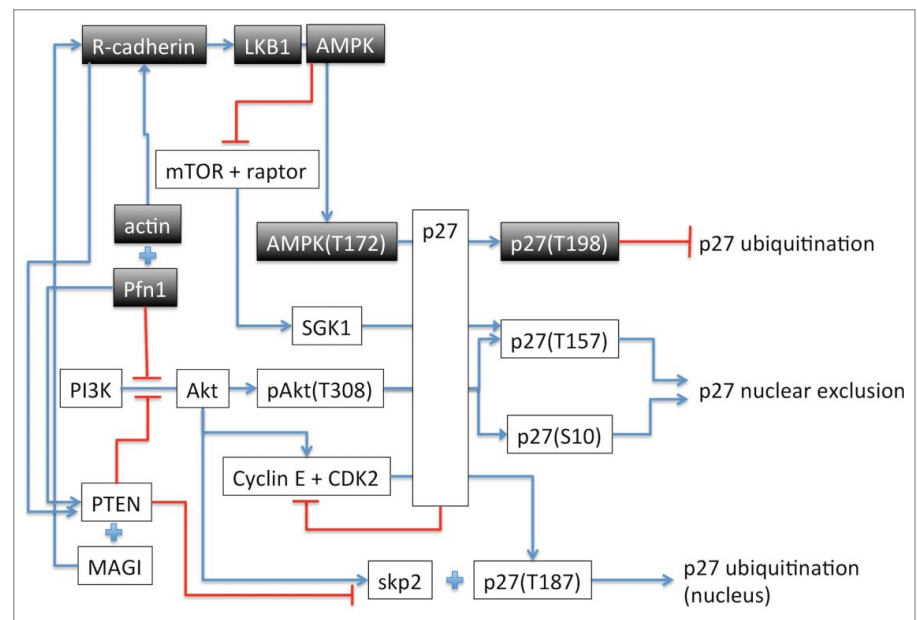 R-cadherin
LKB1
AMPK
mTOR + raptor
actin
AMPK(T172)
p27
p27(T198)
p27 ubiquitination
Pfn1
SGK1
p27(T157)
PI3K
Akt
pAkt(T308)
p27 nuclear exclusion
p27(S10)
Cyclin E + CDK2
PTEN
MAGI
skp2
p27(T187)
p27 ubiquitination
(nucleus)